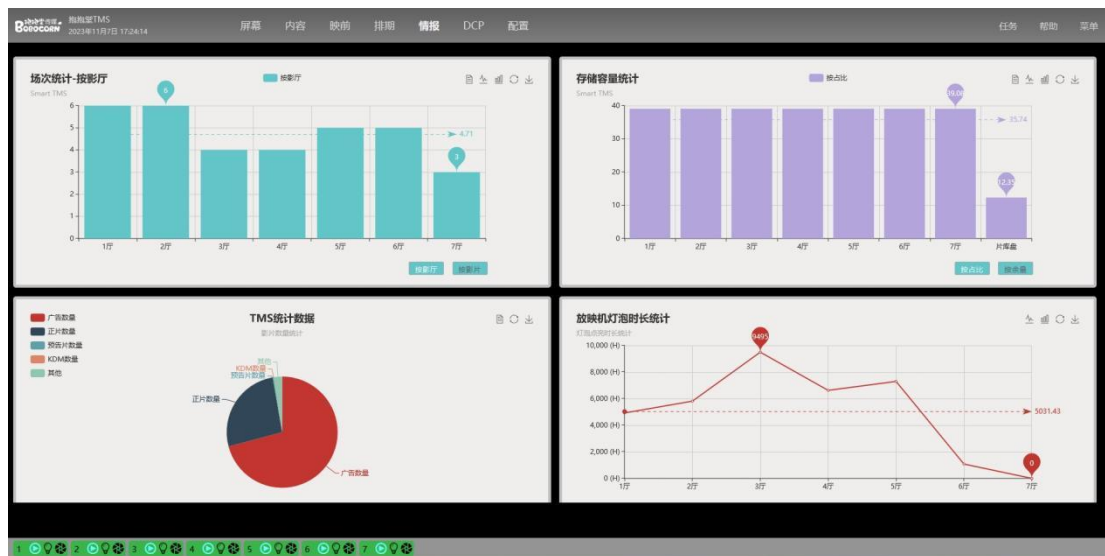 抱抱堂TMS
BOBOCORN 2023年11月7日 17:24:14
屏幕 内容 映前 排期 情报 DCP 配置 任务 帮助 菜单
场次统计-按影厅
Smart TMS
按影厅
6
5
4
3
2
1
0
6
4.71
3
1厅 2厅 3厅 4厅 5厅 6厅 7厅
按影厅 按影片
存储容量统计
Smart TMS
按占比
40
30
20
10
0
39.06
35.74
12.35
1厅 2厅 3厅 4厅 5厅 6厅 7厅 片库盘
按占比 按余量
广告数量
正片数量
预告片数量
KDM数量
其他
TMS统计数据
影片数量统计
其他
KDM数量
预告片数量
正片数量
广告数量
放映机灯泡时长统计
灯泡点亮时长统计
10,000 (H)
8,000 (H)
6,000 (H)
4,000 (H)
2,000 (H)
0 (H)
9495
5031.43
0
1厅 2厅 3厅 4厅 5厅 6厅 7厅
1 2 3 4 5 6 7